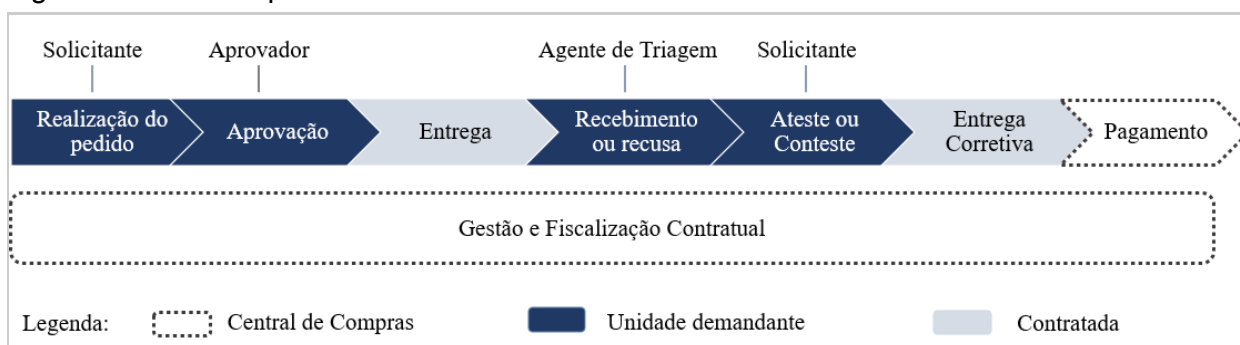 Solicitante
Aprovador
Agente de Triagem
Solicitante
Realização do
pedido
Aprovação
Entrega
Recebimento
ou recusa
Ateste ou
Conteste
Entrega
Corretiva
Pagamento
Gestão e Fiscalização Contratual
Legenda:
Central de Compras
Unidade demandante
Contratada